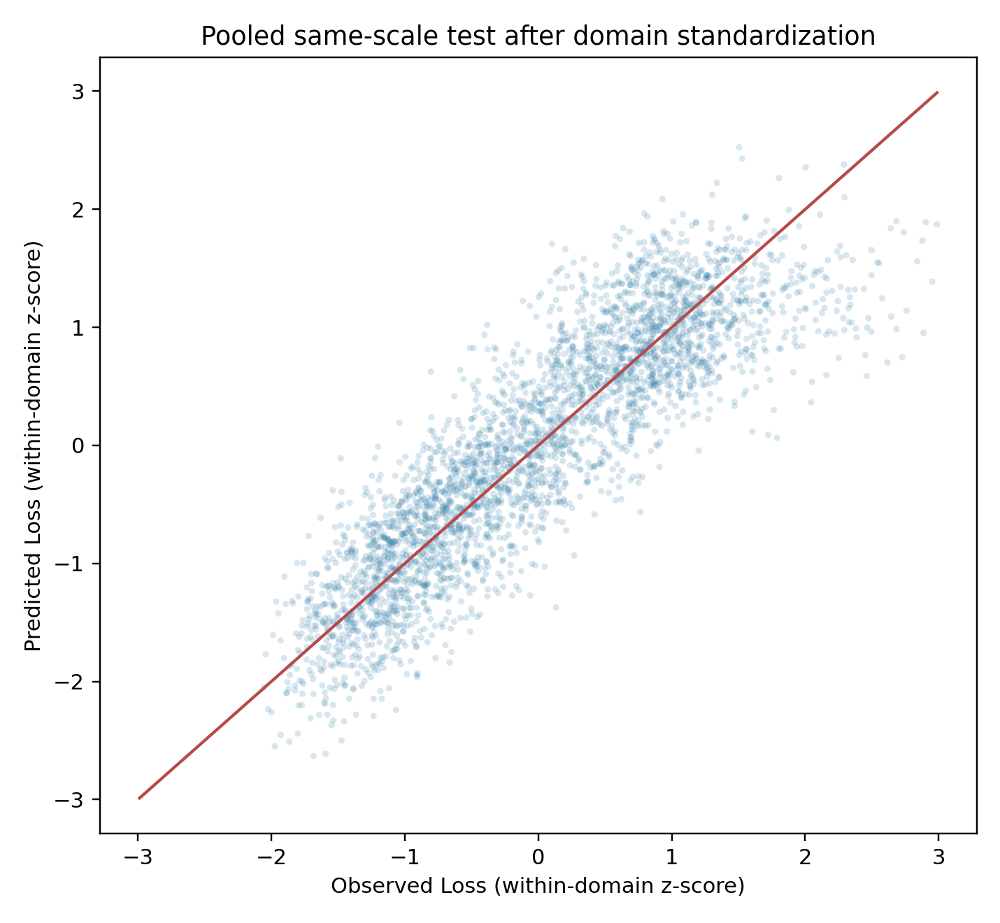 Pooled same-scale test after domain standardization
Predicted Loss (within-domain z-score)
3
2
1
0
−1
−2
−3
−3 −2 −1 0 1 2 3
Observed Loss (within-domain z-score)